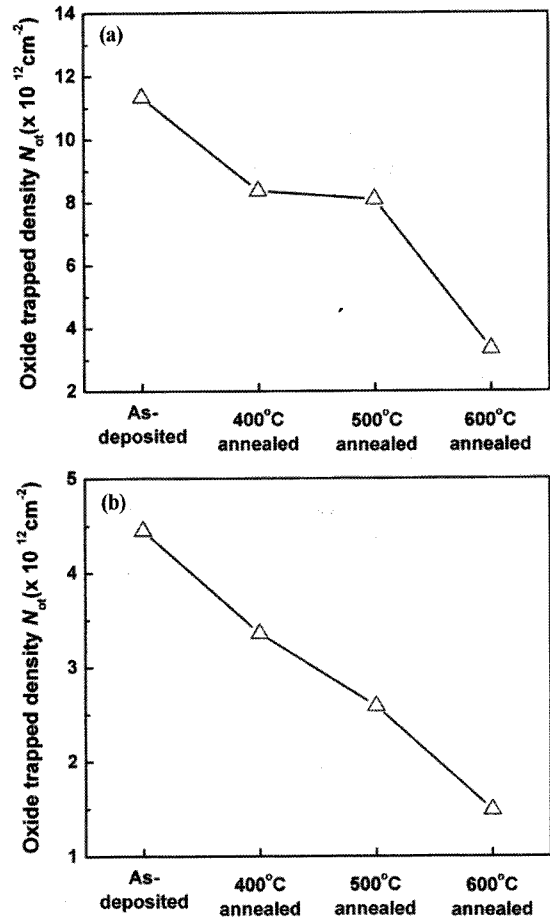 (a)
Oxide trapped density Not(x 10 12cm-2)
14
12
10
8
6
4
2
As-
deposited
400°C
annealed
500°C
annealed
600°C
annealed
(b)
Oxide trapped density Not(x 10 12cm-2)
5
4
3
2
1
As-
deposited
400°C
annealed
500°C
annealed
600°C
annealed